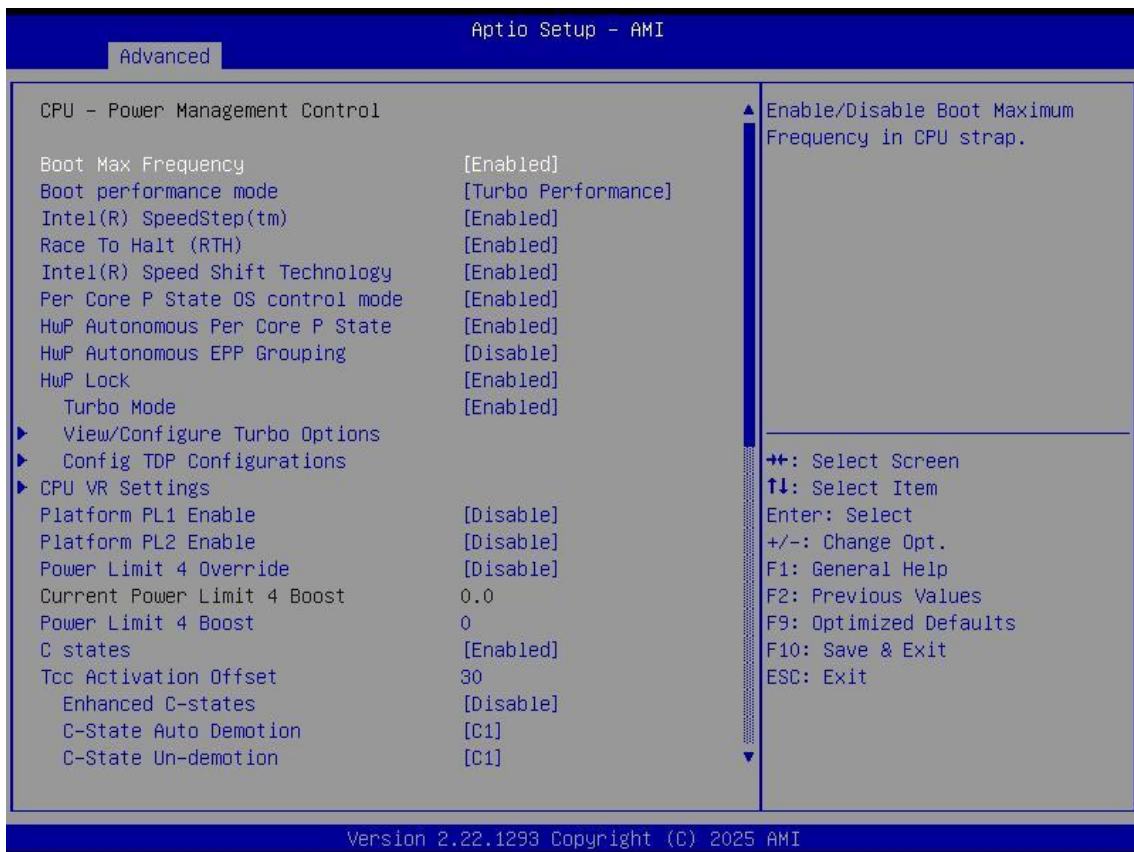 Aptio Setup – AMI
Advanced
CPU – Power Management Control
Boot Max Frequency [Enabled]
Boot performance mode [Turbo Performance]
Intel(R) SpeedStep(tm) [Enabled]
Race To Halt (RTH) [Enabled]
Intel(R) Speed Shift Technology [Enabled]
Per Core P State OS control mode [Enabled]
HwP Autonomous Per Core P State [Enabled]
HwP Autonomous EPP Grouping [Disable]
HwP Lock [Enabled]
Turbo Mode [Enabled]
View/Configure Turbo Options
Config TDP Configurations
CPU VR Settings
Platform PL1 Enable [Disable]
Platform PL2 Enable [Disable]
Power Limit 4 Override [Disable]
Current Power Limit 4 Boost 0.0
Power Limit 4 Boost 0
C states [Enabled]
Tcc Activation Offset 30
Enhanced C-states [Disable]
C-State Auto Demotion [C1]
C-State Un-demotion [C1]
Enable/Disable Boot Maximum
Frequency in CPU strap.
→←: Select Screen
↑↓: Select Item
Enter: Select
+/-: Change Opt.
F1: General Help
F2: Previous Values
F9: Optimized Defaults
F10: Save & Exit
ESC: Exit
Version 2.22.1293 Copyright (C) 2025 AMI